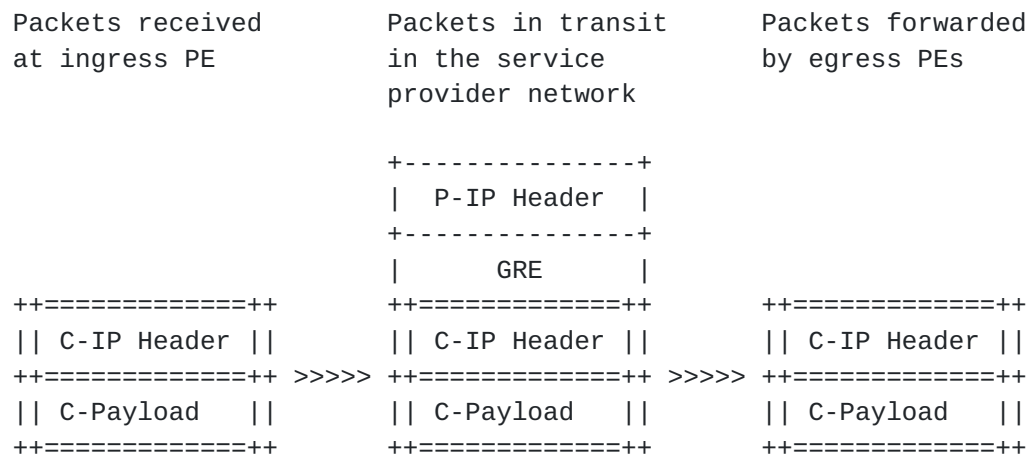 Packets received        Packets in transit      Packets forwarded
at ingress PE           in the service          by egress PEs
                        provider network

                        +---------------+
                        |  P-IP Header  |
                        +---------------+
                        |      GRE      |
++=============++       ++=============++       ++=============++
|| C-IP Header ||       || C-IP Header ||       || C-IP Header ||
++=============++ >>>>> ++=============++ >>>>> ++=============++
|| C-Payload   ||       || C-Payload   ||       || C-Payload   ||
++=============++       ++=============++       ++=============++